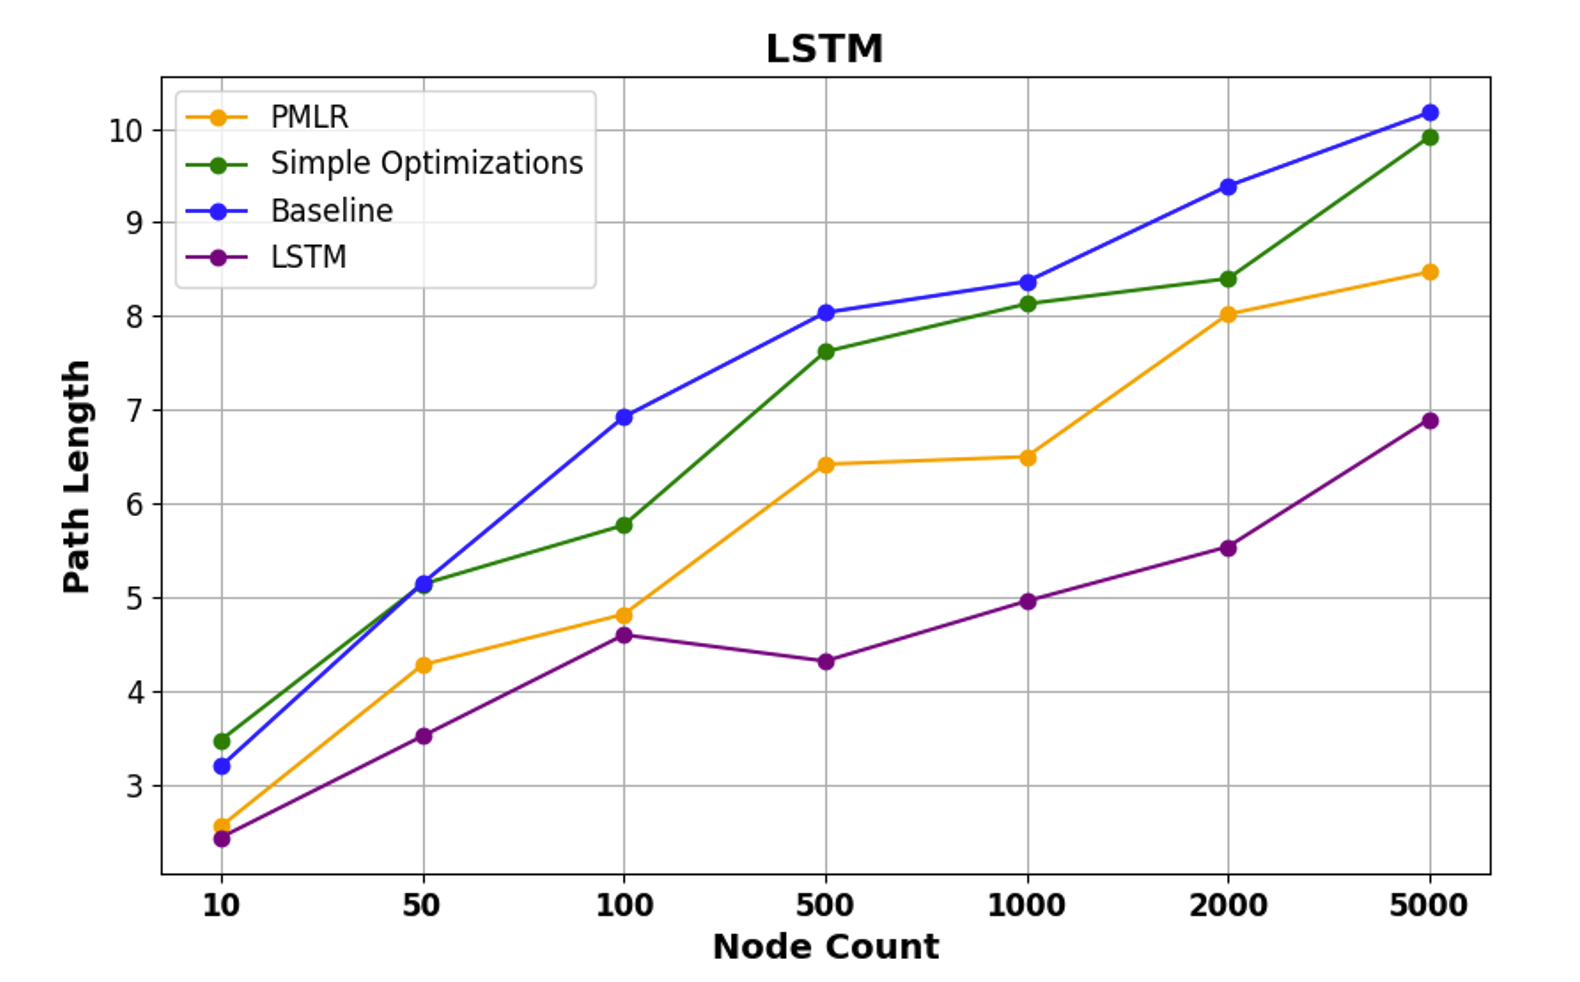 LSTM
PMLR
Simple Optimizations
Baseline
LSTM
10
9
8
7
6
5
4
3
Path Length
10 50 100 500 1000 2000 5000
Node Count